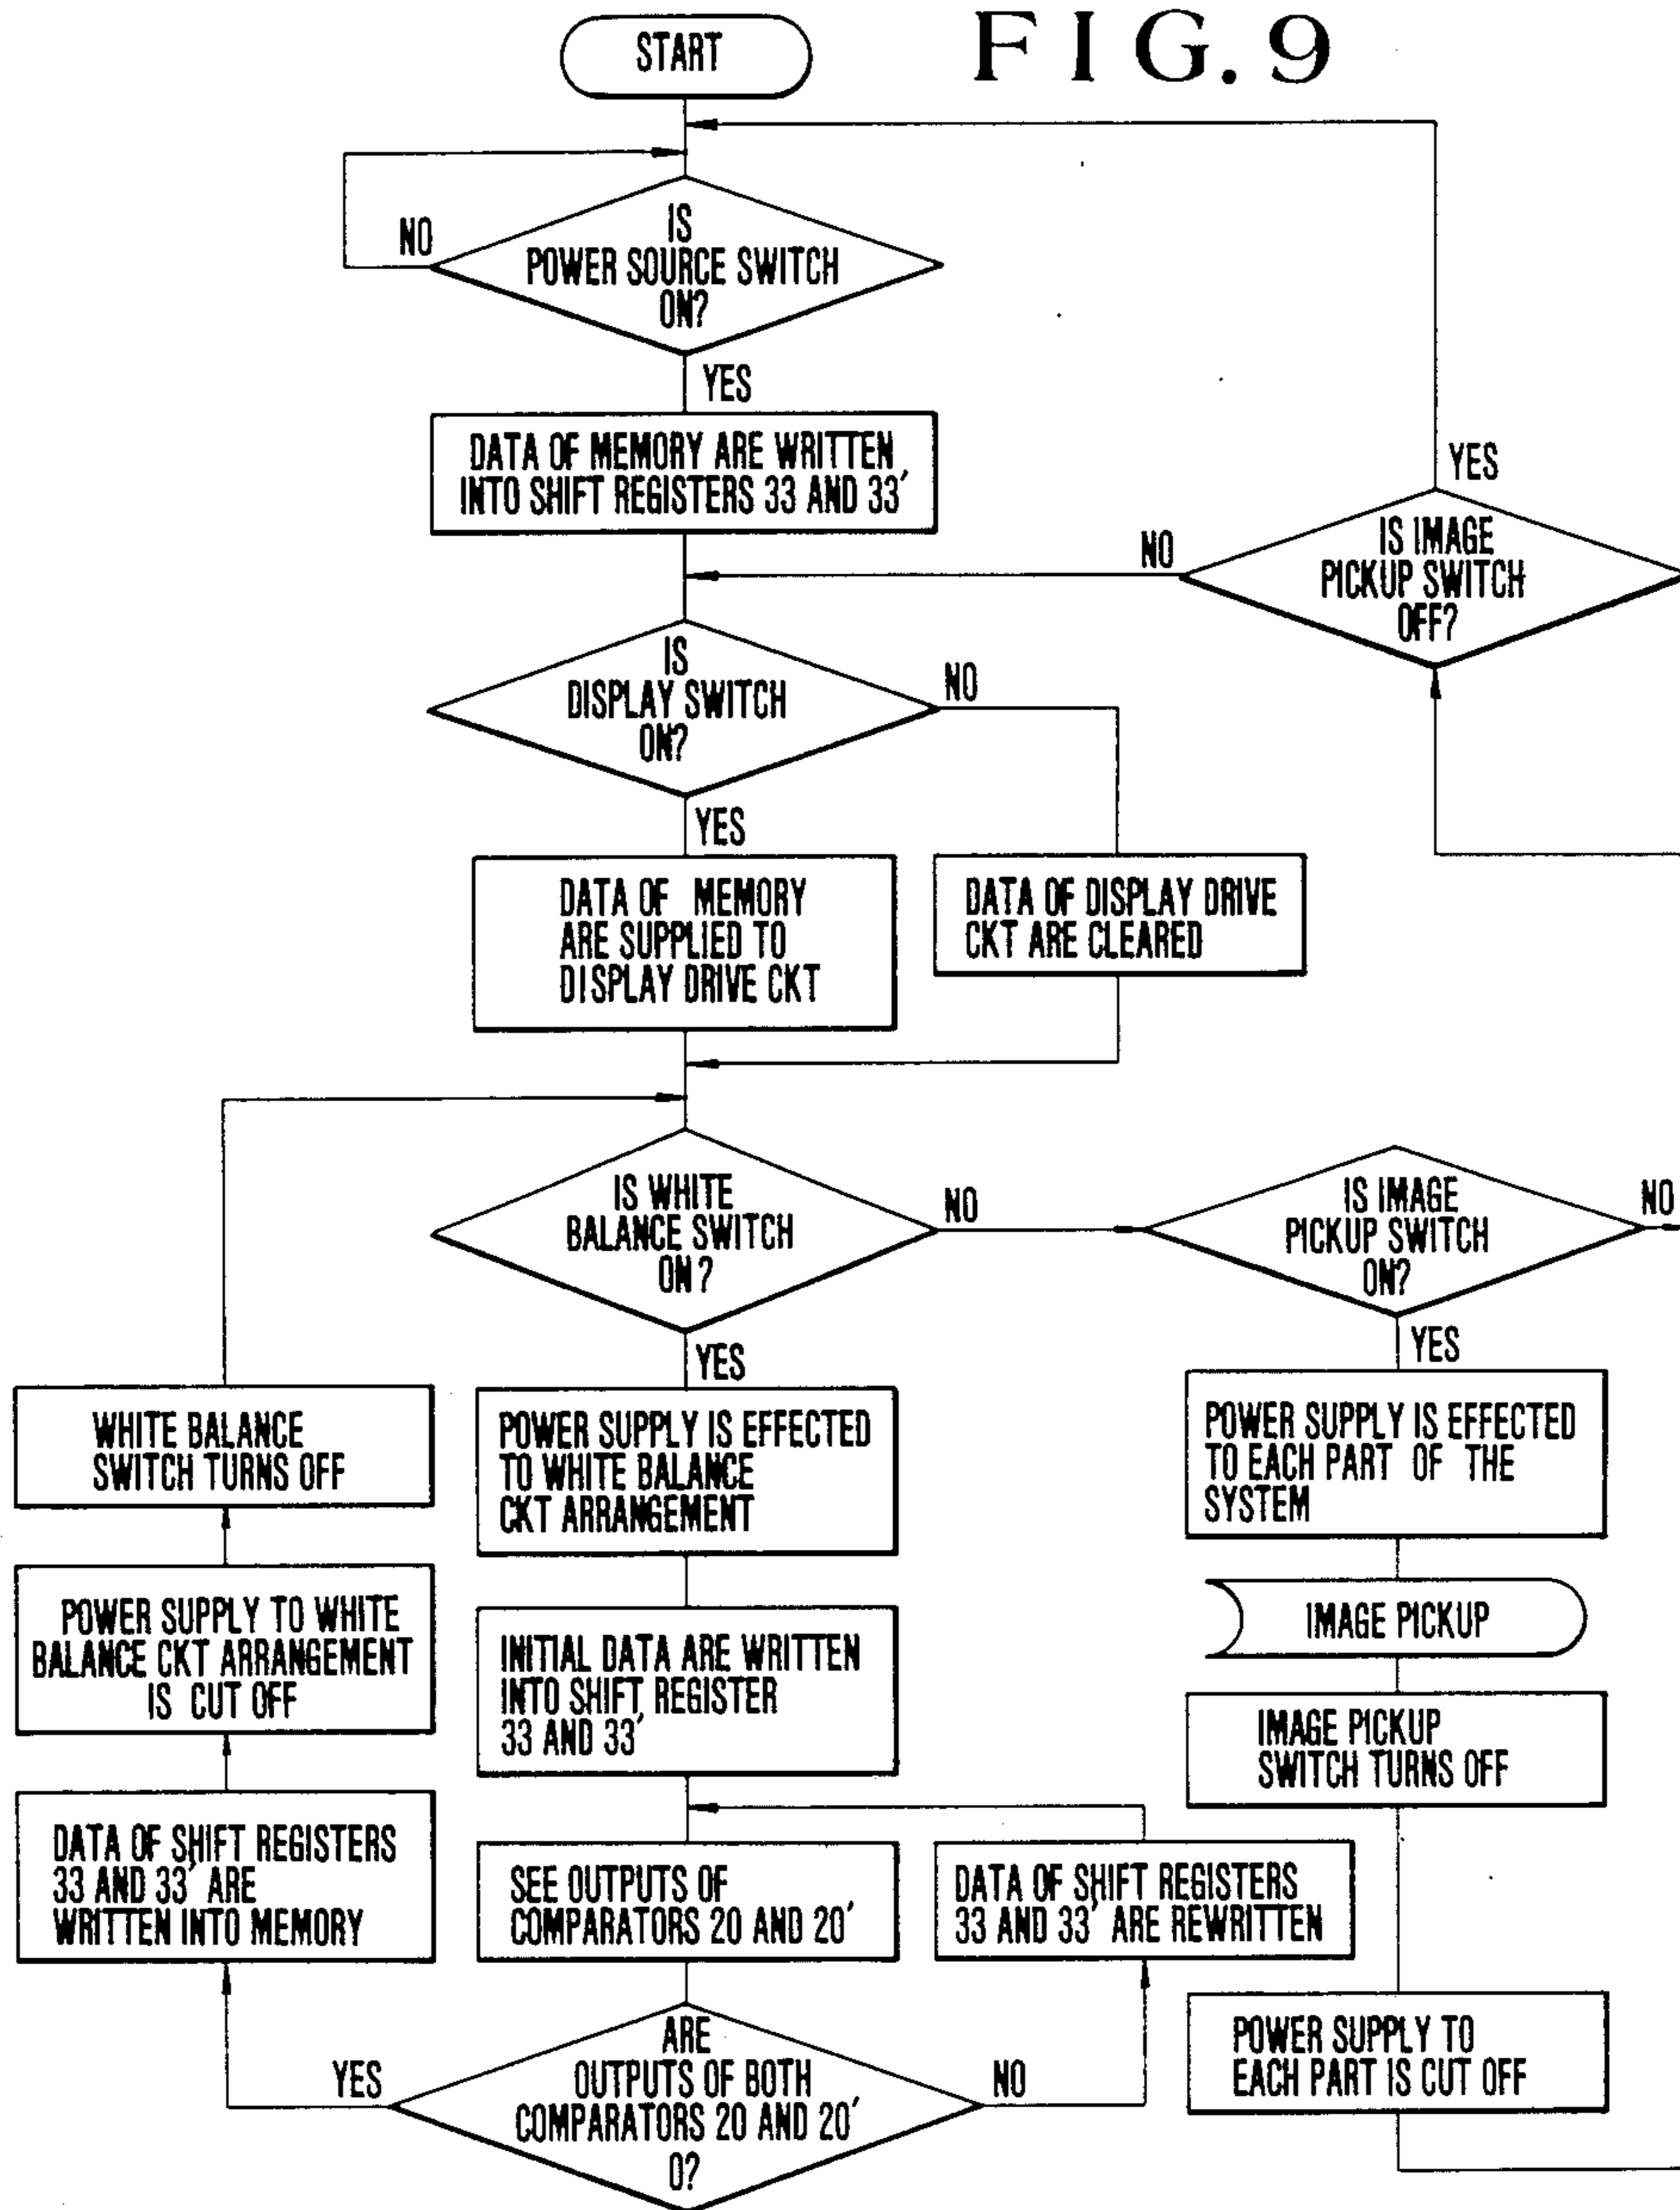 FIG. 9
START
IS
POWER SOURCE SWITCH
ON?
NO
YES
DATA OF MEMORY ARE WRITTEN
INTO SHIFT REGISTERS 33 AND 33'
YES
IS IMAGE
PICKUP SWITCH
OFF?
NO
IS
DISPLAY SWITCH
ON?
NO
YES
DATA OF MEMORY
ARE SUPPLIED TO
DISPLAY DRIVE CKT
DATA OF DISPLAY DRIVE
CKT ARE CLEARED
IS WHITE
BALANCE SWITCH
ON?
NO
IS IMAGE
PICKUP SWITCH
ON?
NO
YES
YES
WHITE BALANCE
SWITCH TURNS OFF
POWER SUPPLY IS EFFECTED
TO WHITE BALANCE
CKT ARRANGEMENT
POWER SUPPLY IS EFFECTED
TO EACH PART OF THE
SYSTEM
POWER SUPPLY TO WHITE
BALANCE CKT ARRANGEMENT
IS CUT OFF
INITIAL DATA ARE WRITTEN
INTO SHIFT REGISTER
33 AND 33'
IMAGE PICKUP
IMAGE PICKUP
SWITCH TURNS OFF
DATA OF SHIFT REGISTERS
33 AND 33' ARE
WRITTEN INTO MEMORY
SEE OUTPUTS OF
COMPARATORS 20 AND 20'
DATA OF SHIFT REGISTERS
33 AND 33' ARE REWRITTEN
YES
ARE
OUTPUTS OF BOTH
COMPARATORS 20 AND 20'
0?
NO
POWER SUPPLY TO
EACH PART IS CUT OFF